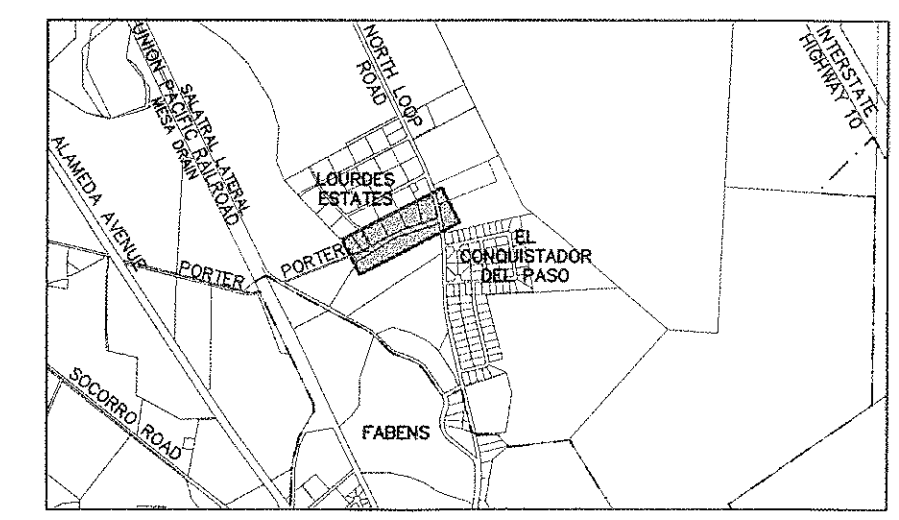 UNION PACIFIC RAILROAD
SALATRAL LATERAL
MESA DRAIN
NORTH LOOP
ROAD
INTERSTATE
HIGHWAY 10
ALAMEDA AVENUE
LOURDES
ESTATES
PORTER
PORTER
EL
CONQUISTADOR
DEL PASO
SOCORRO ROAD
FABENS